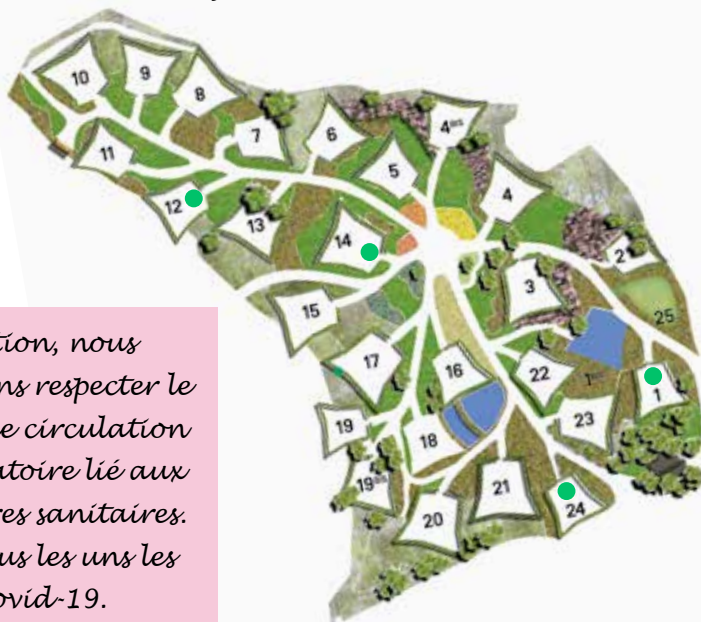 10
9
8
7
6
4BIS
11
5
4
12
13
14
2
3
15
25
17
16
22
1
19
18
23
19BIS
21
24
20
tion, nous
ns respecter le
e circulation
atoire lié aux
res sanitaires.
us les uns les
ovid-19.